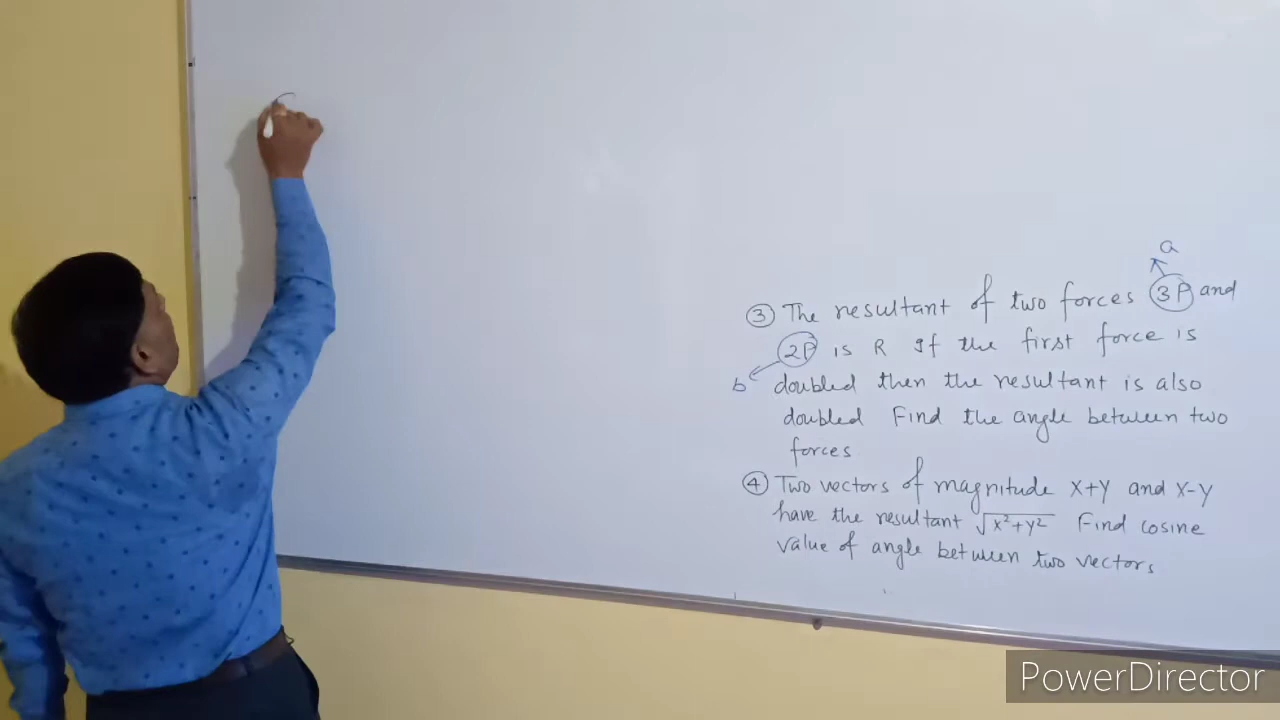 a
③ The resultant of two forces 3P and
2P is R If the first force is
b doubled then the resultant is also
doubled Find the angle between two
forces
④ Two vectors of magnitude x+y and x-y
have the resultant √x²+y² Find cosine
value of angle between two vectors
PowerDirector